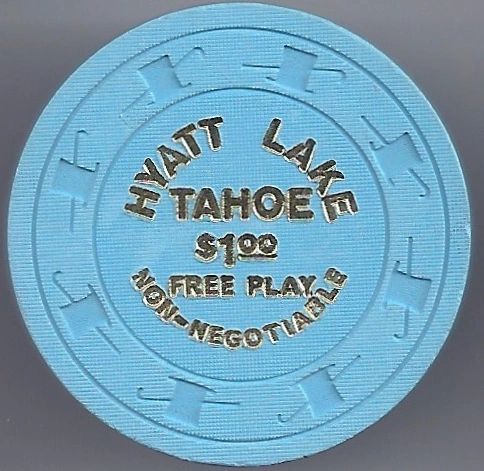 HYATT LAKE
TAHOE
$1.00
FREE PLAY
NON-NEGOTIABLE